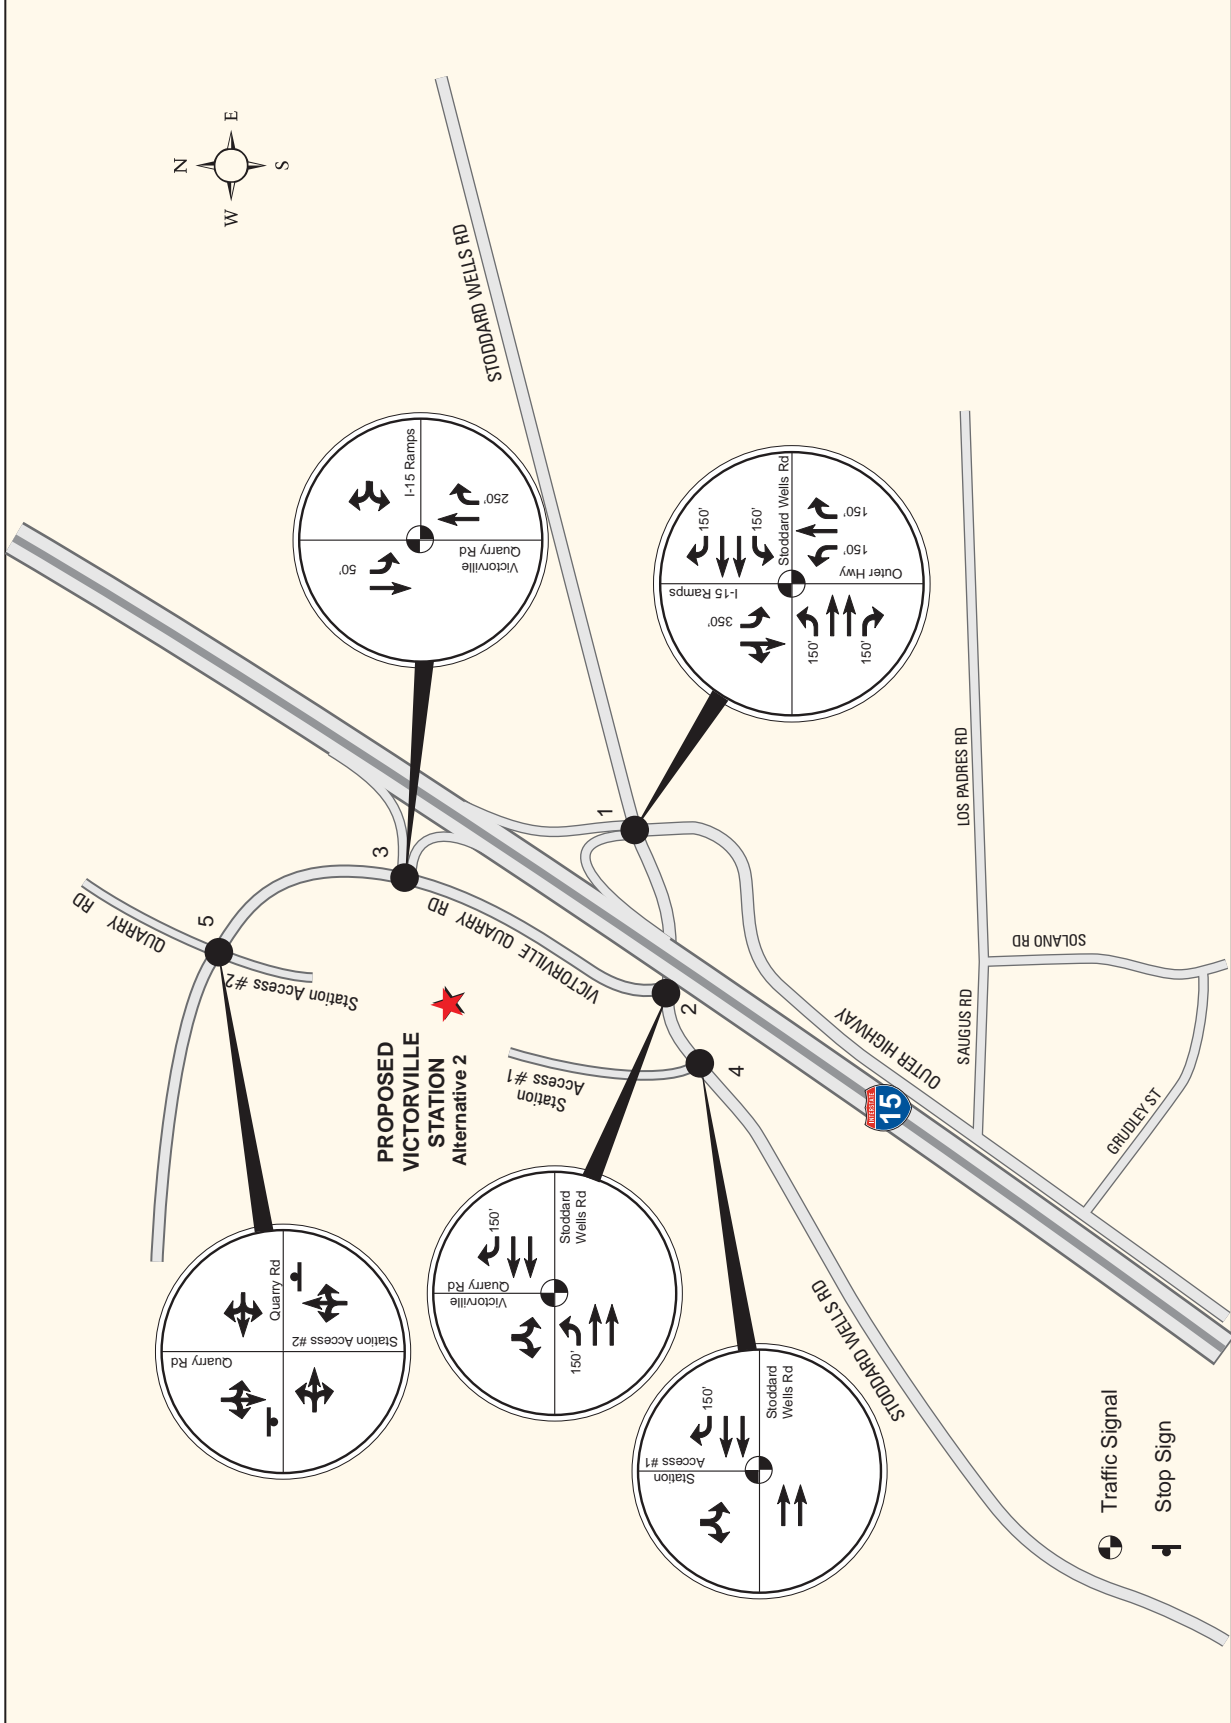 N
E
S
W
STODDARD WELLS RD
I-15 Ramps
Victorville
Quarry Rd
50'
250'
Stoddard Wells Rd
I-15 Ramps
Outer Hwy
150'
150'
350'
150'
150'
150'
150'
1
3
5
2
4
QUARRY RD
Station Access #2
VICTORVILLE QUARRY RD
PROPOSED
VICTORVILLE
STATION
Alternative 2
Station
Access #1
LOS PADRES RD
SOLANO RD
SAUGUS RD
OUTER HIGHWAY
GRUDLEY ST
INTERSTATE
15
Quarry Rd
Quarry Rd
Station Access #2
Victorville
Quarry Rd
150'
Stoddard
Wells Rd
150'
Station
Access #1
150'
Stoddard
Wells Rd
STODDARD WELLS RD
Traffic Signal
Stop Sign